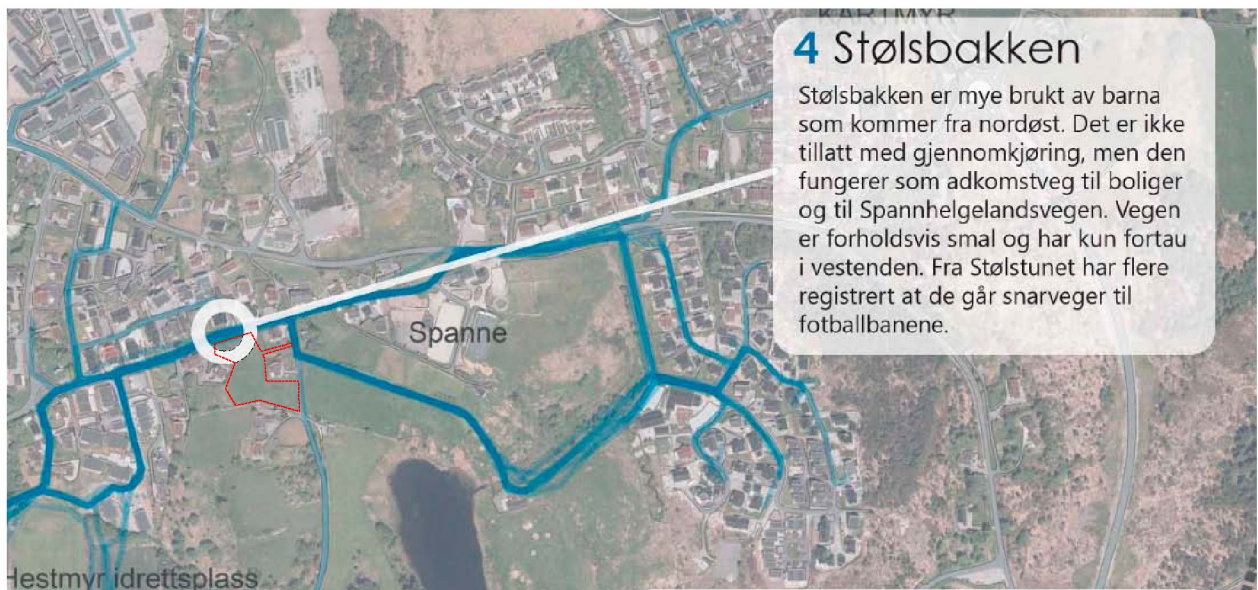 KARTMYR
4 Stølsbakken
Stølsbakken er mye brukt av barna
som kommer fra nordøst. Det er ikke
tillatt med gjennomkjøring, men den
fungerer som adkomstveg til boliger
og til Spannhelgelandsvegen. Vegen
er forholdsvis smal og har kun fortau
i vestenden. Fra Stølstunet har flere
registrert at de går snarveger til
fotballbanene.
Spanne
Hestmyr idrettsplass